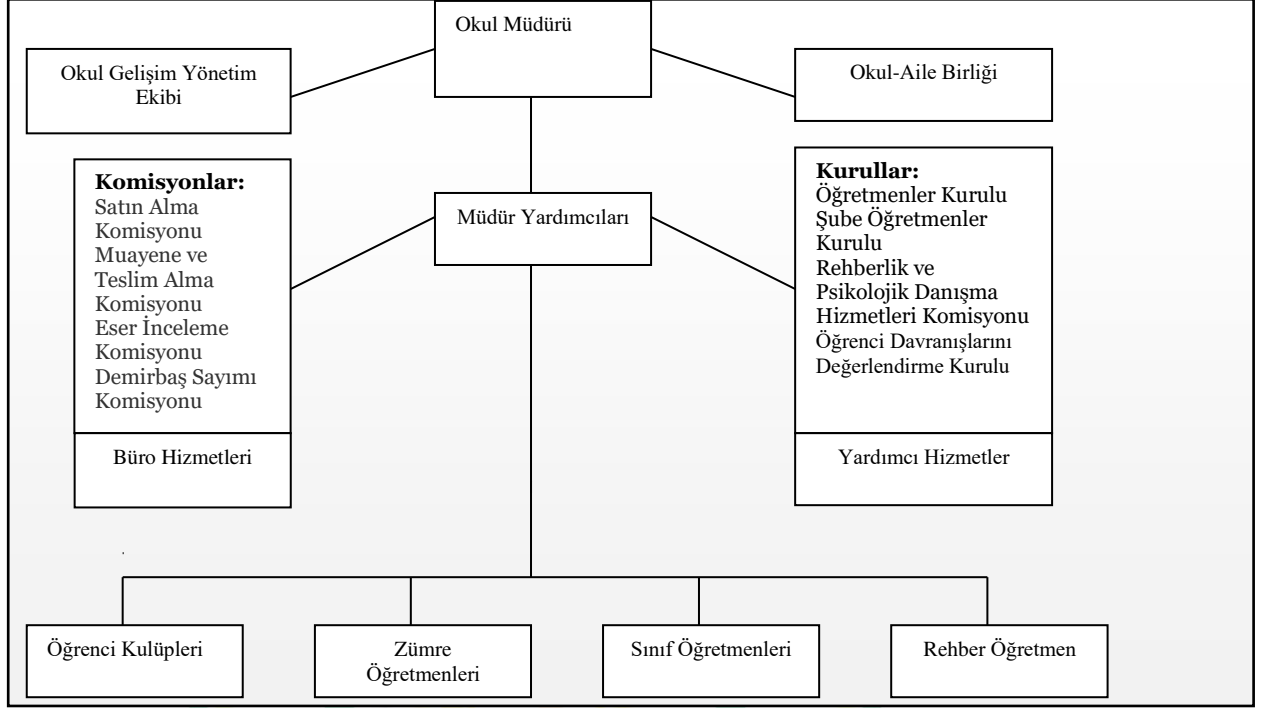 Okul Müdürü
Okul Gelişim Yönetim
Ekibi
Okul-Aile Birliği
Komisyonlar:
Satın Alma
Komisyonu
Muayene ve
Teslim Alma
Komisyonu
Eser İnceleme
Komisyonu
Demirbaş Sayımı
Komisyonu
Müdür Yardımcıları
Kurullar:
Öğretmenler Kurulu
Şube Öğretmenler
Kurulu
Rehberlik ve
Psikolojik Danışma
Hizmetleri Komisyonu
Öğrenci Davranışlarını
Değerlendirme Kurulu
Büro Hizmetleri
Yardımcı Hizmetler
Öğrenci Kulüpleri
Zümre
Öğretmenleri
Sınıf Öğretmenleri
Rehber Öğretmen